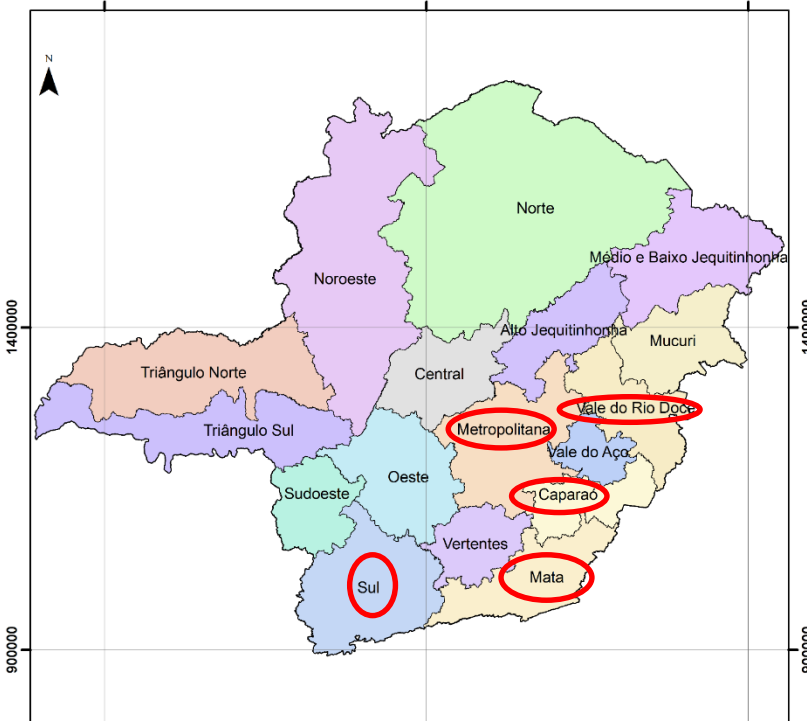 N
Norte
Médio e Baixo Jequitinhonha
Noroeste
1400000
Alto Jequitinhonha
Mucuri
Central
Triângulo Norte
Vale do Rio Doce
Triângulo Sul
Metropolitana
Vale do Aço
Oeste
Sudoeste
Caparaó
Vertentes
Mata
Sul
900000